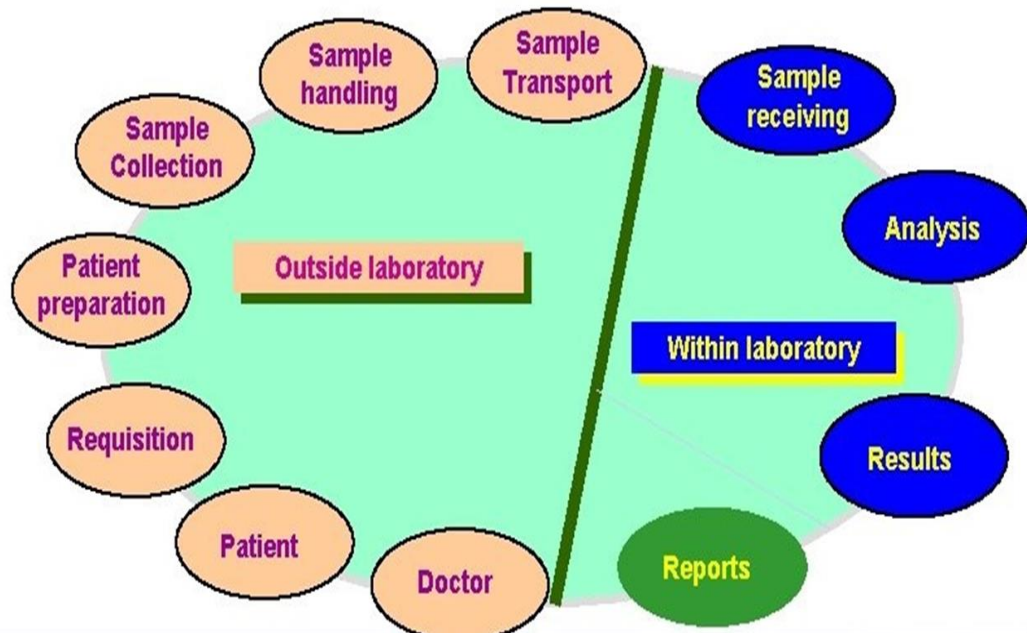 Sample
handling
Sample
Transport
Sample
receiving
Sample
Collection
Analysis
Patient
preparation
Outside laboratory
Within laboratory
Requisition
Results
Patient
Doctor
Reports